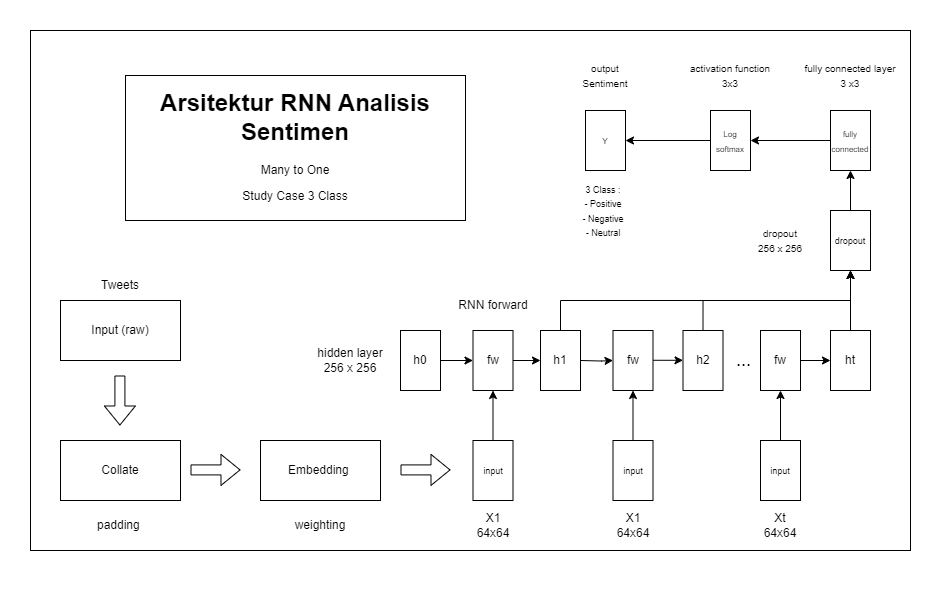 Arsitektur RNN Analisis
Sentimen
Many to One
Study Case 3 Class
output
Sentiment
activation function
3x3
fully connected layer
3 x3
Y
Log
softmax
fully
connected
3 Class :
- Positive
- Negative
- Neutral
dropout
256 x 256
dropout
Tweets
Input (raw)
RNN forward
hidden layer
256 x 256
h0
fw
h1
fw
h2
...
fw
ht
Collate
Embedding
input
input
input
padding
weighting
X1
64x64
X1
64x64
Xt
64x64